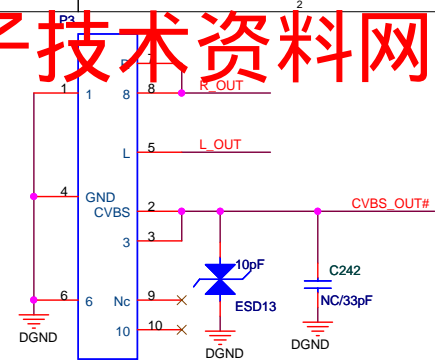 2
P3
子技术资料网
7 R
1 1 8 8 R_OUT
L 5 L_OUT
4 GND
CVBS 2 CVBS_OUT#
3 3
10pF
C242
6 6 Nc 9 ESD13 NC/33pF
10 10
DGND DGND DGND